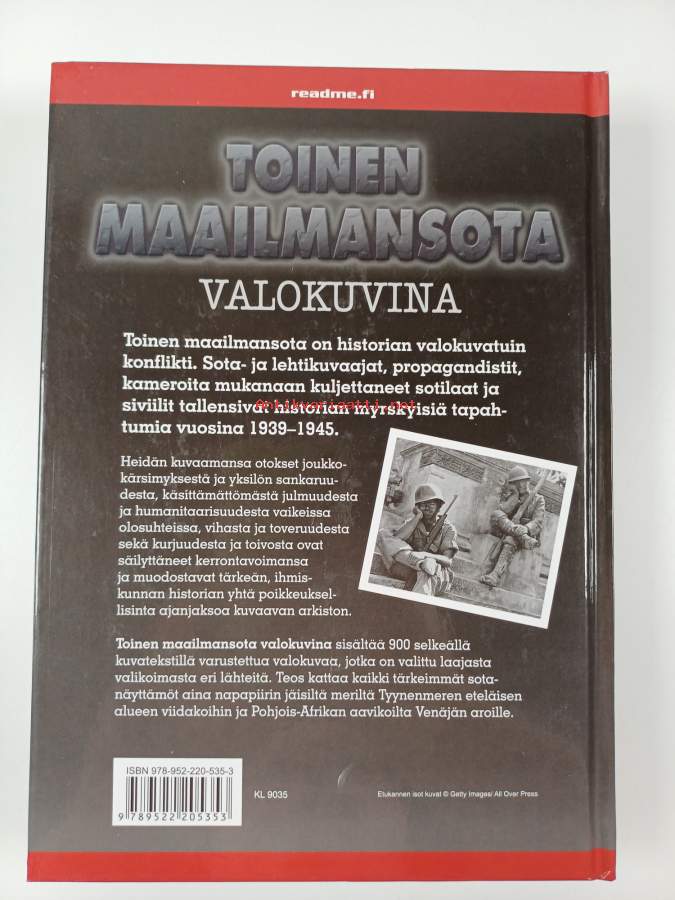 readme.fi
TOINEN
MAAILMANSOTA
VALOKUVINA
Toinen maailmansota on historian valokuvatuin
konflikti. Sota- ja lehtikuvaajat, propagandistit,
kameroita mukanaan kuljettaneet sotilaat ja
siviilit tallensivat historian myrskyisiä tapah-
tumia vuosina 1939–1945.
Antikvariaatti.net
Heidän kuvaamansa otokset joukko-
kärsimyksestä ja yksilön sankaruu-
desta, käsittämättömästä julmuudesta
ja humanitaarisuudesta vaikeissa
olosuhteissa, vihasta ja toveruudesta
sekä kurjuudesta ja toivosta ovat
säilyttäneet kerrontavoimansa
ja muodostavat tärkeän, ihmis-
kunnan historian yhtä poikkeuksel-
lisinta ajanjaksoa kuvaavan arkiston.
Toinen maailmansota valokuvina sisältää 900 selkeällä
kuvatekstillä varustettua valokuvaa, jotka on valittu laajasta
valikoimasta eri lähteitä. Teos kattaa kaikki tärkeimmät sota-
näyttämöt aina napapiirin jäisiltä meriltä Tyynenmeren eteläisen
alueen viidakoihin ja Pohjois-Afrikan aavikoilta Venäjän aroille.
ISBN 978-952-220-535-3
9 789522 205353
KL 9035
Etukannen isot kuvat © Getty Images/ All Over Press